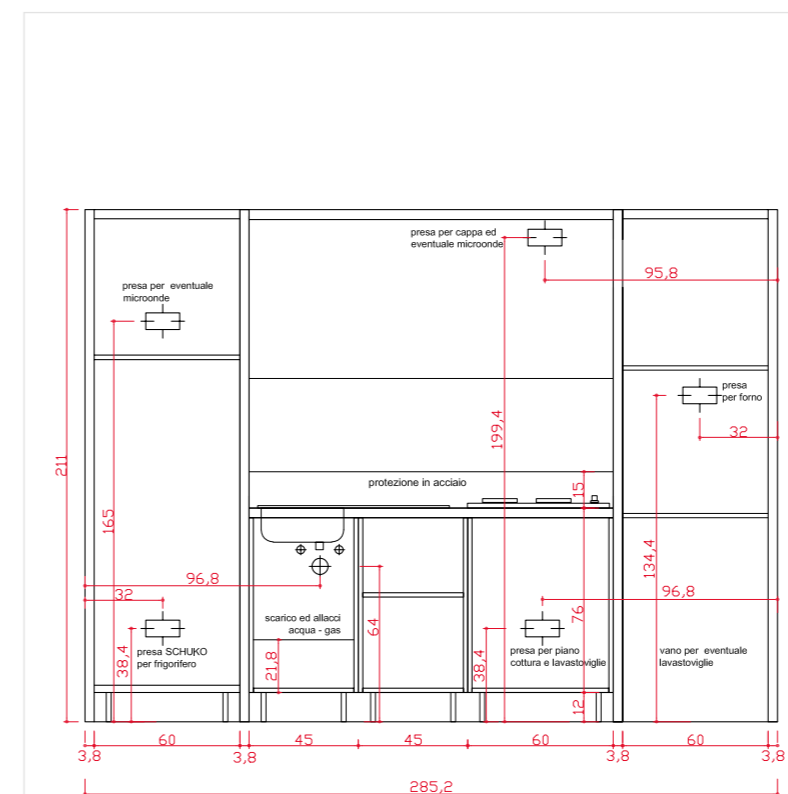 presa per cappa ed
eventuale microonde
95,8
presa per  eventuale
microonde
presa
per forno
32
199,4
211
protezione in acciaio
15
165
134,4
96,8
96,8
32
76
64
scarico ed allacci
acqua - gas
presa SCHUKO
per frigorifero
38,4
21,8
38,4
presa per piano
cottura e lavastoviglie
vano per eventuale
lavastoviglie
12
60
45
45
60
60
3,8
3,8
3,8
3,8
285,2